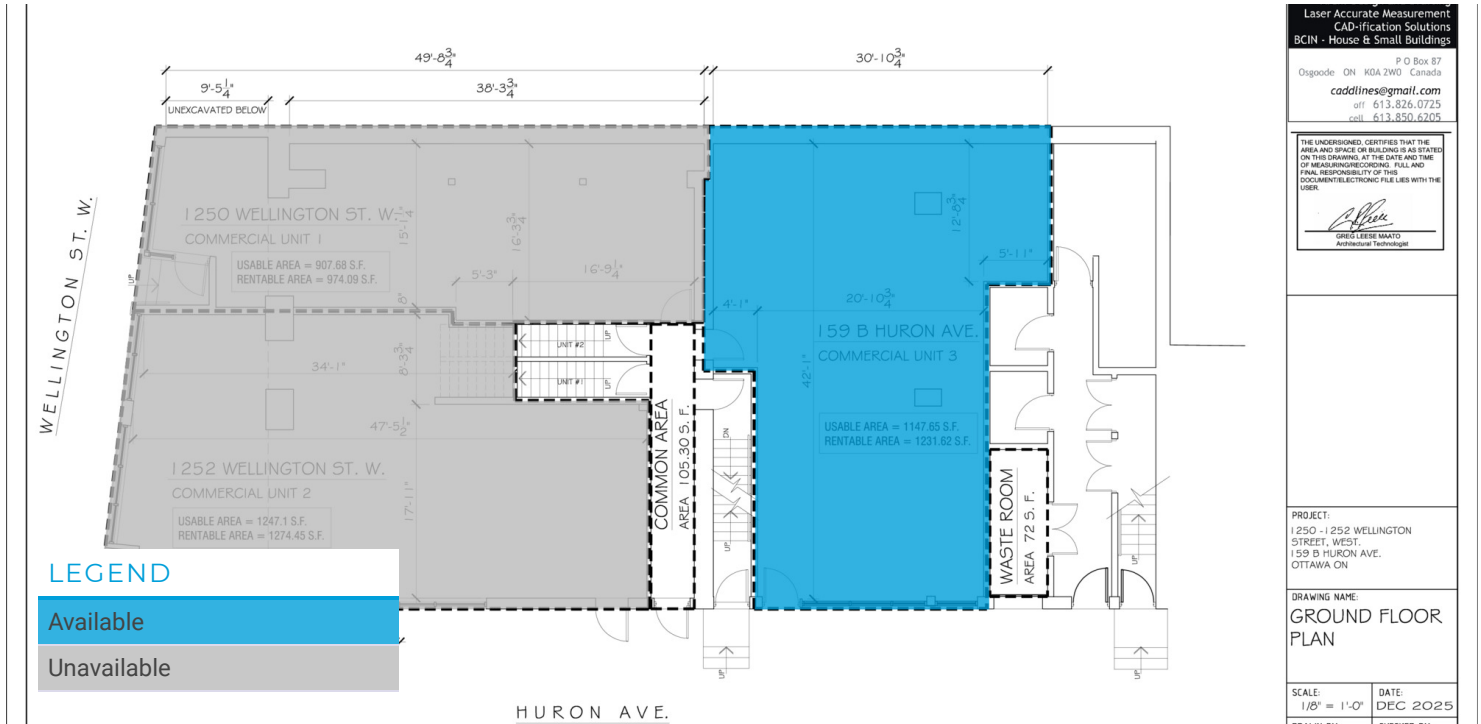 Laser Accurate Measurement
CAD-ification Solutions
BCIN - House & Small Buildings
P O Box 87
Osgoode ON K0A 2W0 Canada
caddlines@gmail.com
off 613.826.0725
cell 613.850.6205
THE UNDERSIGNED, CERTIFIES THAT THE
AREA AND SPACE OR BUILDING IS AS STATED
ON THIS DRAWING, AT THE DATE AND TIME
OF MEASURING/RECORDING. FULL AND
FINAL RESPONSIBILITY OF THIS
DOCUMENT/ELECTRONIC FILE LIES WITH THE
USER.
GREG LEESE MAATO
Architectural Technologist
49'-8 3/4"
30'-10 3/4"
9'-5 1/4"
38'-3 3/4"
UNEXCAVATED BELOW
WELLINGTON ST. W.
1250 WELLINGTON ST. W.
COMMERCIAL UNIT 1
USABLE AREA = 907.68 S.F.
RENTABLE AREA = 974.09 S.F.
15'-1 1/4"
16'-3 3/4"
5'-3"
16'-9 1/4"
8"
UP
12'-8 3/4"
5'-11"
4'-1"
20'-10 3/4"
159 B HURON AVE.
COMMERCIAL UNIT 3
42'-1"
USABLE AREA = 1147.65 S.F.
RENTABLE AREA = 1231.62 S.F.
UNIT #2
UP
UNIT #1
UP
34'-1"
8'-3 3/4"
47'-5 1/2"
1252 WELLINGTON ST. W.
COMMERCIAL UNIT 2
17'-11"
USABLE AREA = 1247.1 S.F.
RENTABLE AREA = 1274.45 S.F.
COMMON AREA
AREA 105.30 S. F.
DN
UP
WASTE ROOM
AREA 72 S. F.
UP
UP
UP
LEGEND
Available
Unavailable
HURON AVE.
PROJECT:
1250 -1252 WELLINGTON
STREET, WEST.
159 B HURON AVE.
OTTAWA ON
DRAWING NAME:
GROUND FLOOR
PLAN
SCALE:
1/8" = 1'-0"
DATE:
DEC 2025